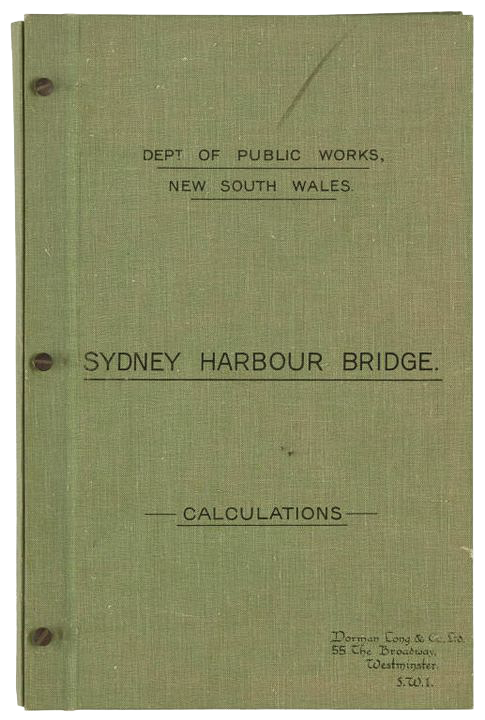 DEPT OF PUBLIC WORKS,
NEW SOUTH WALES.
SYDNEY HARBOUR BRIDGE.
— CALCULATIONS —
Dorman Long & Co. Ltd.
55 The Broadway,
Westminster.
S.W.1.